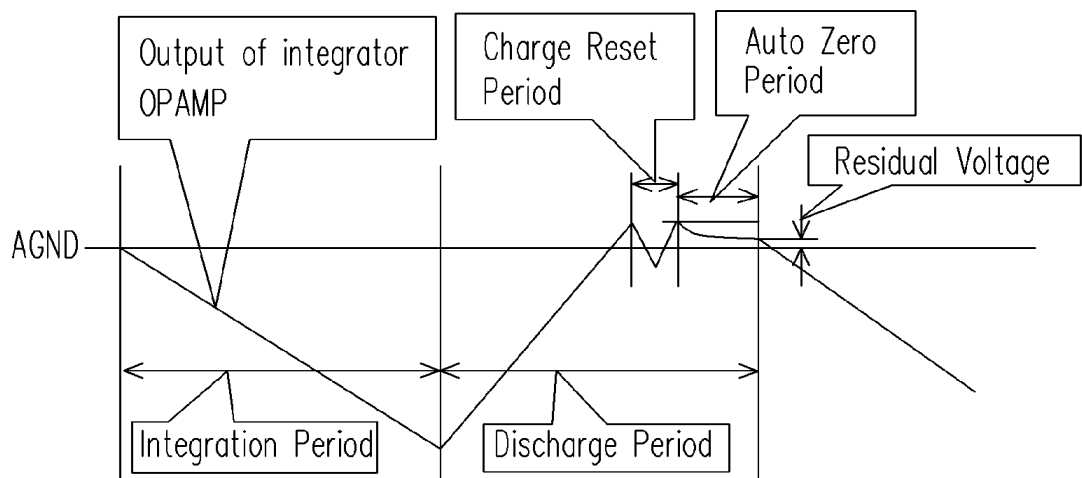 Output of integrator
OPAMP
Charge Reset
Period
Auto Zero
Period
Residual Voltage
AGND
Integration Period
Discharge Period